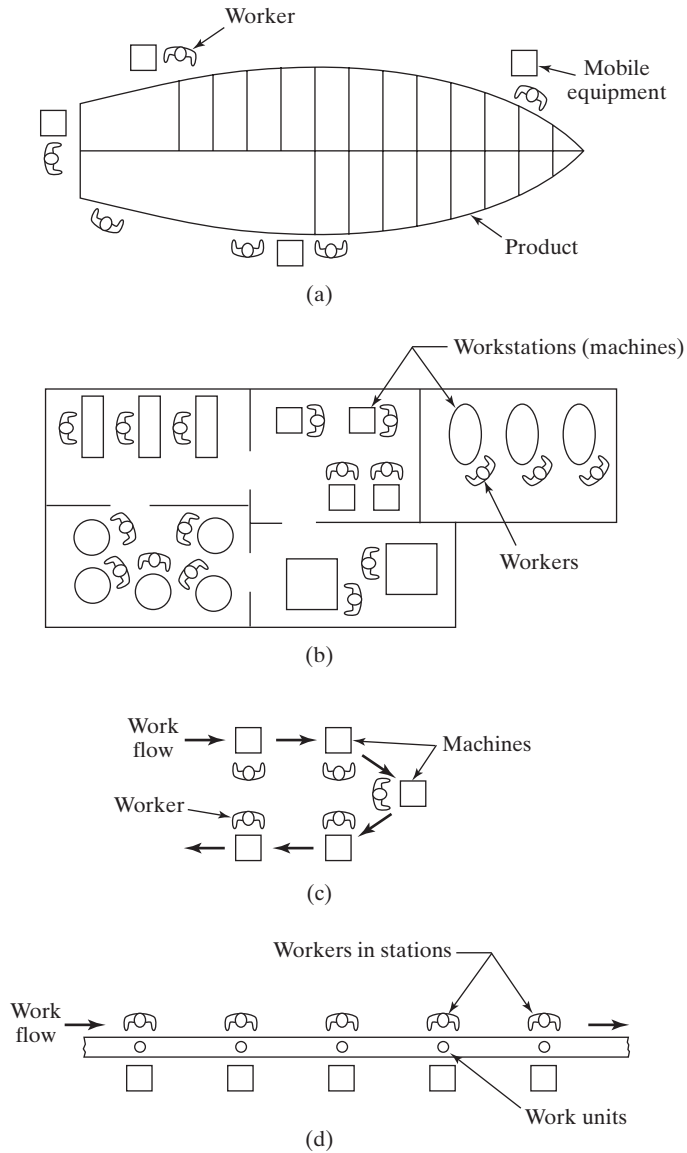 Worker
Mobile
equipment
Product
(a)
Workstations (machines)
Workers
(b)
Work
flow
Machines
Worker
(c)
Workers in stations
Work
flow
Work units
(d)